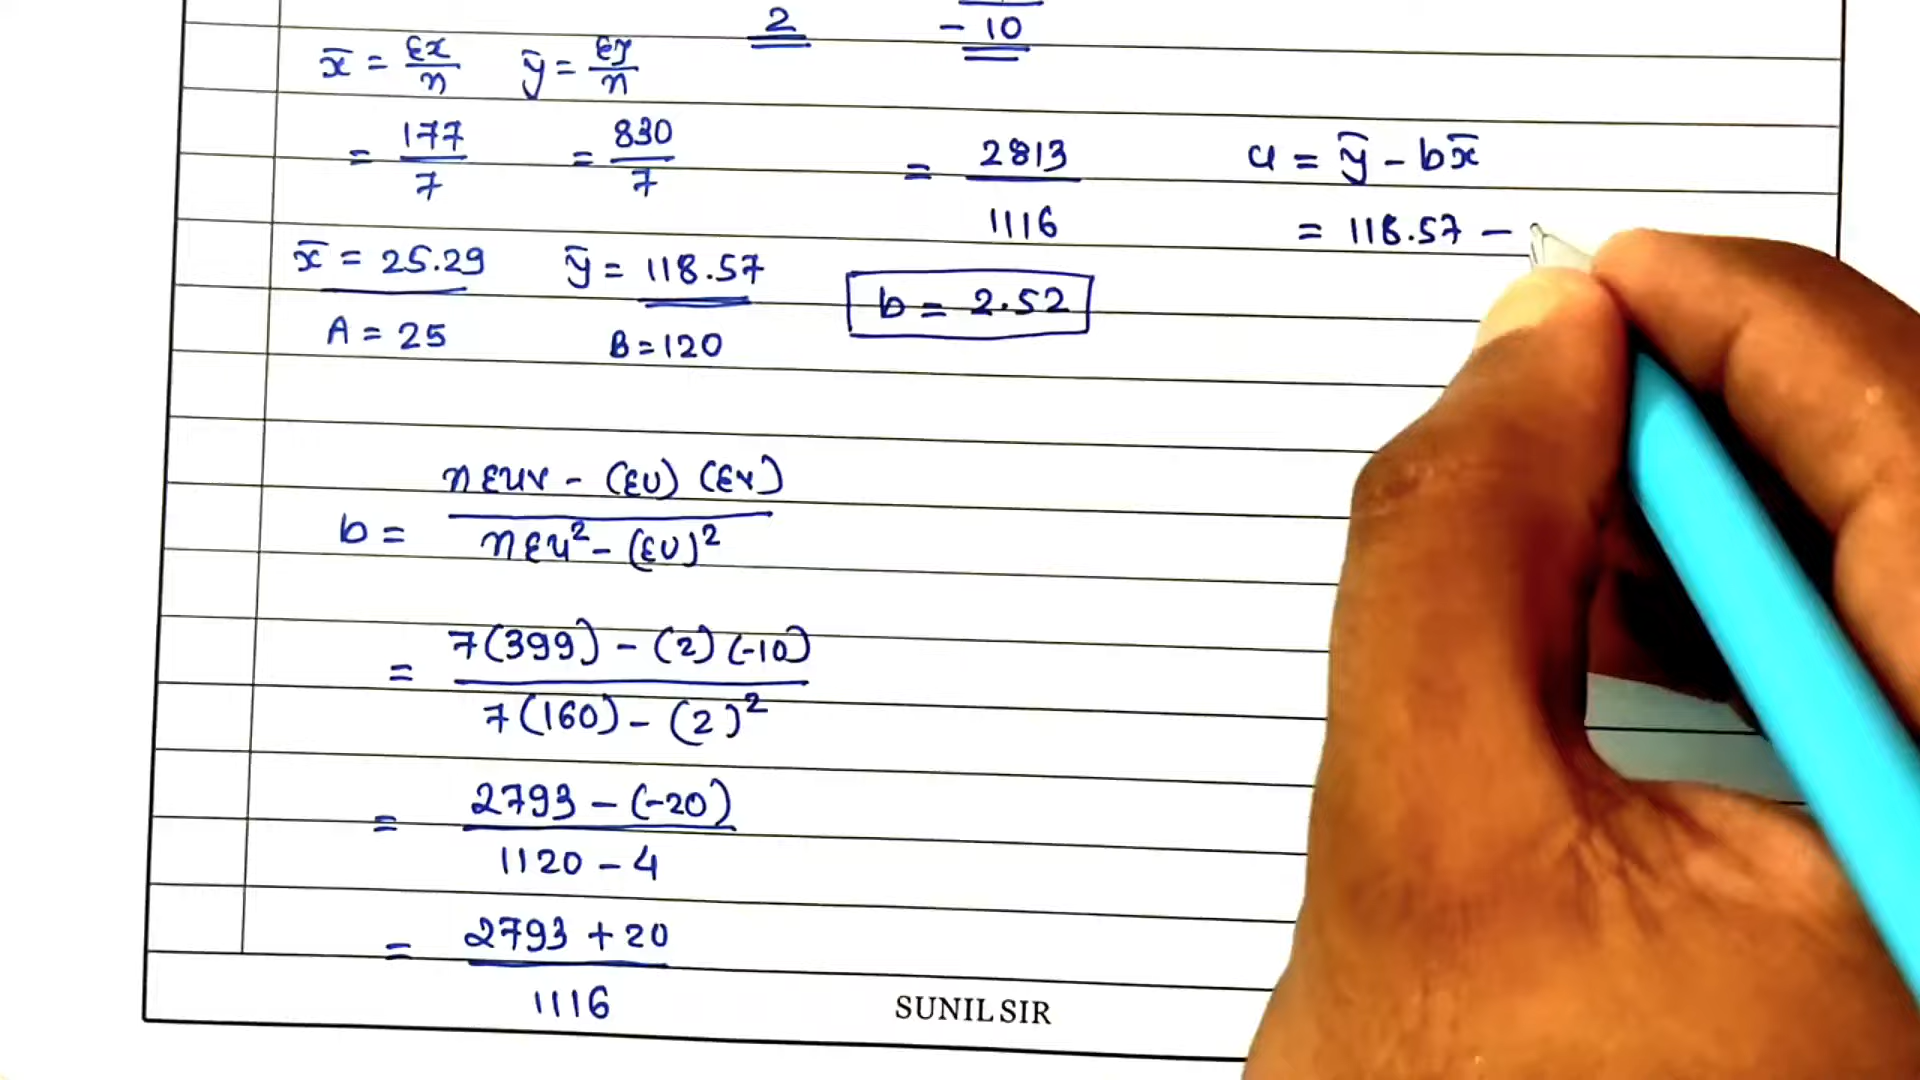 2 - 10
x̄ = Σx/n ȳ = Σy/n
= 177/7 = 830/7
x̄ = 25.29 ȳ = 118.57
A = 25 B = 120
b = nΣuv - (Σu) (Σv) / nΣu² - (Σu)²
= 7(399) - (2) (-10) / 7(160) - (2)²
= 2793 - (-20) / 1120 - 4
= 2793 + 20 / 1116
= 2813 / 1116
b = 2.52
a = ȳ - bx̄
= 118.57 -
SUNIL SIR